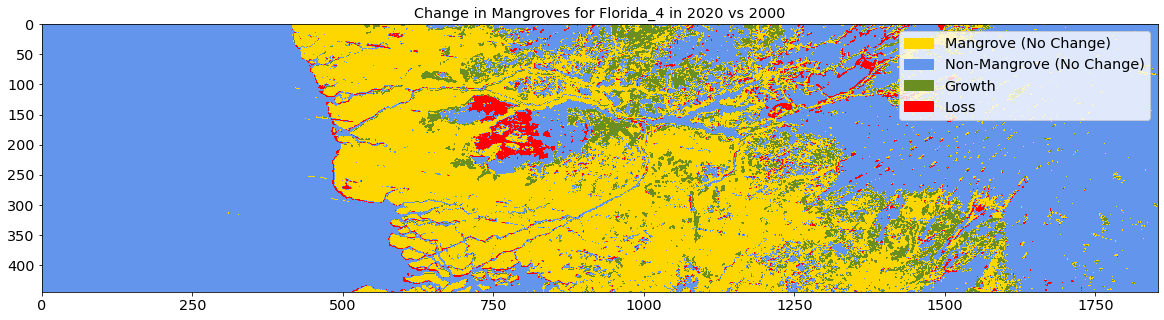 Change in Mangroves for Florida_4 in 2020 vs 2000
0
50
100
150
200
250
300
350
400
Mangrove (No Change)
Non-Mangrove (No Change)
Growth
Loss
0 250 500 750 1000 1250 1500 1750